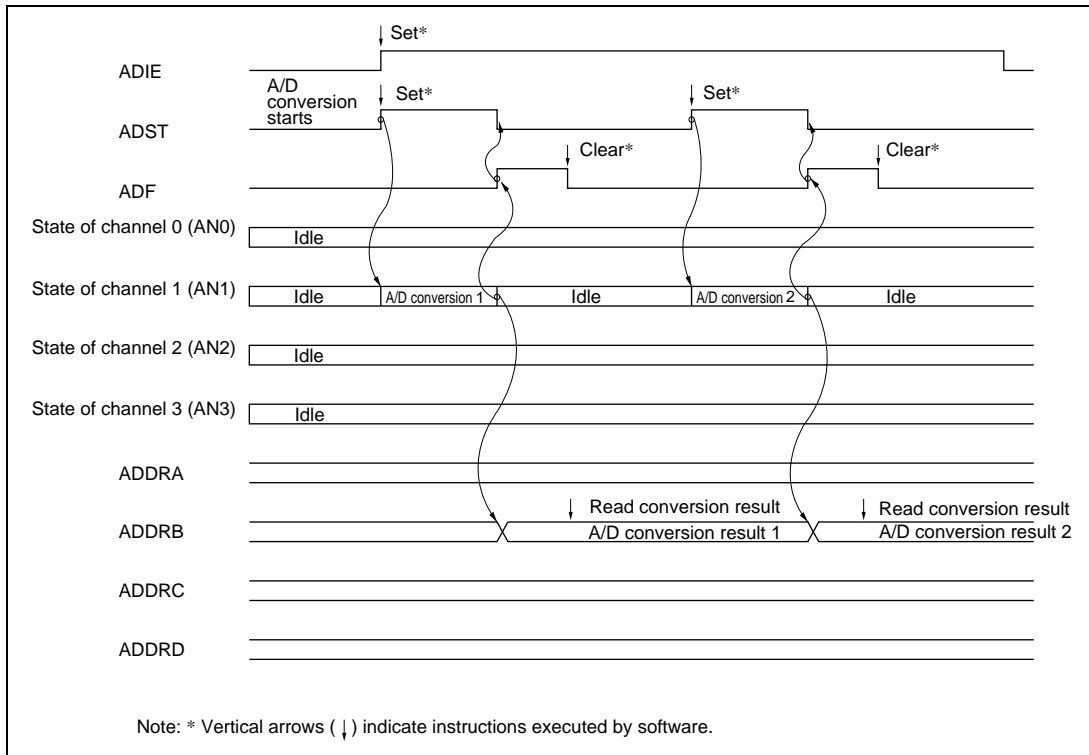 Set*
ADIE
A/D
conversion
starts
Set*
Set*
ADST
Clear*
Clear*
ADF
State of channel 0 (AN0)
Idle
State of channel 1 (AN1)
Idle
A/D conversion 1
Idle
A/D conversion 2
Idle
State of channel 2 (AN2)
Idle
State of channel 3 (AN3)
Idle
ADDRA
Read conversion result
Read conversion result
ADDRB
A/D conversion result 1
A/D conversion result 2
ADDRC
ADDRD
Note: * Vertical arrows (↓) indicate instructions executed by software.